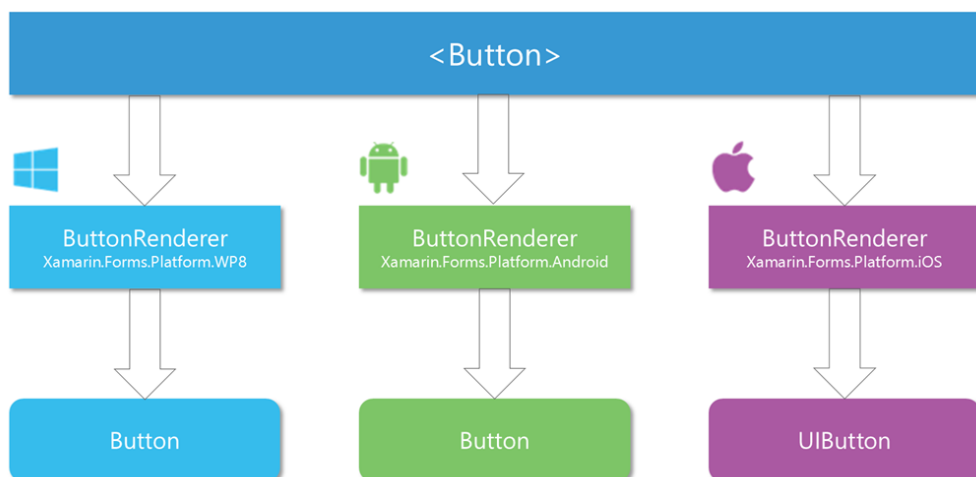 <Button>
ButtonRenderer
Xamarin.Forms.Platform.WP8
ButtonRenderer
Xamarin.Forms.Platform.Android
ButtonRenderer
Xamarin.Forms.Platform.iOS
Button
Button
UIButton